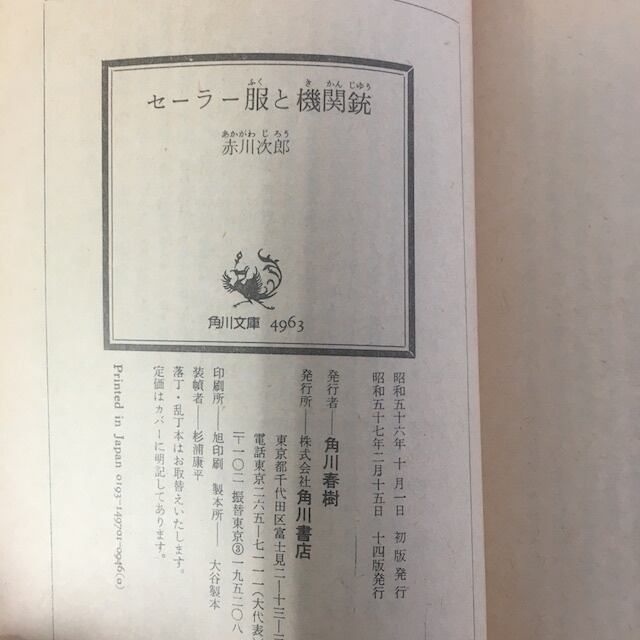 セーラー服と機関銃
ふく き かん じゆう
赤川次郎
あかがわ じ ろう
角川文庫 4963
昭和五十六年 十月一日 初版発行
昭和五十七年二月十五日 十四版発行
発行者――角川春樹
発行所――株式会社角川書店
東京都千代田区富士見二―十三―
電話東京二六五―七一一一(大代表
〒一〇二 振替東京③一九五二〇八
印刷所――旭印刷 製本所――大谷製本
装幀者――杉浦康平
落丁・乱丁本はお取替えいたします。
定価はカバーに明記してあります。
Printed in Japan 0193-149701-0946(0)